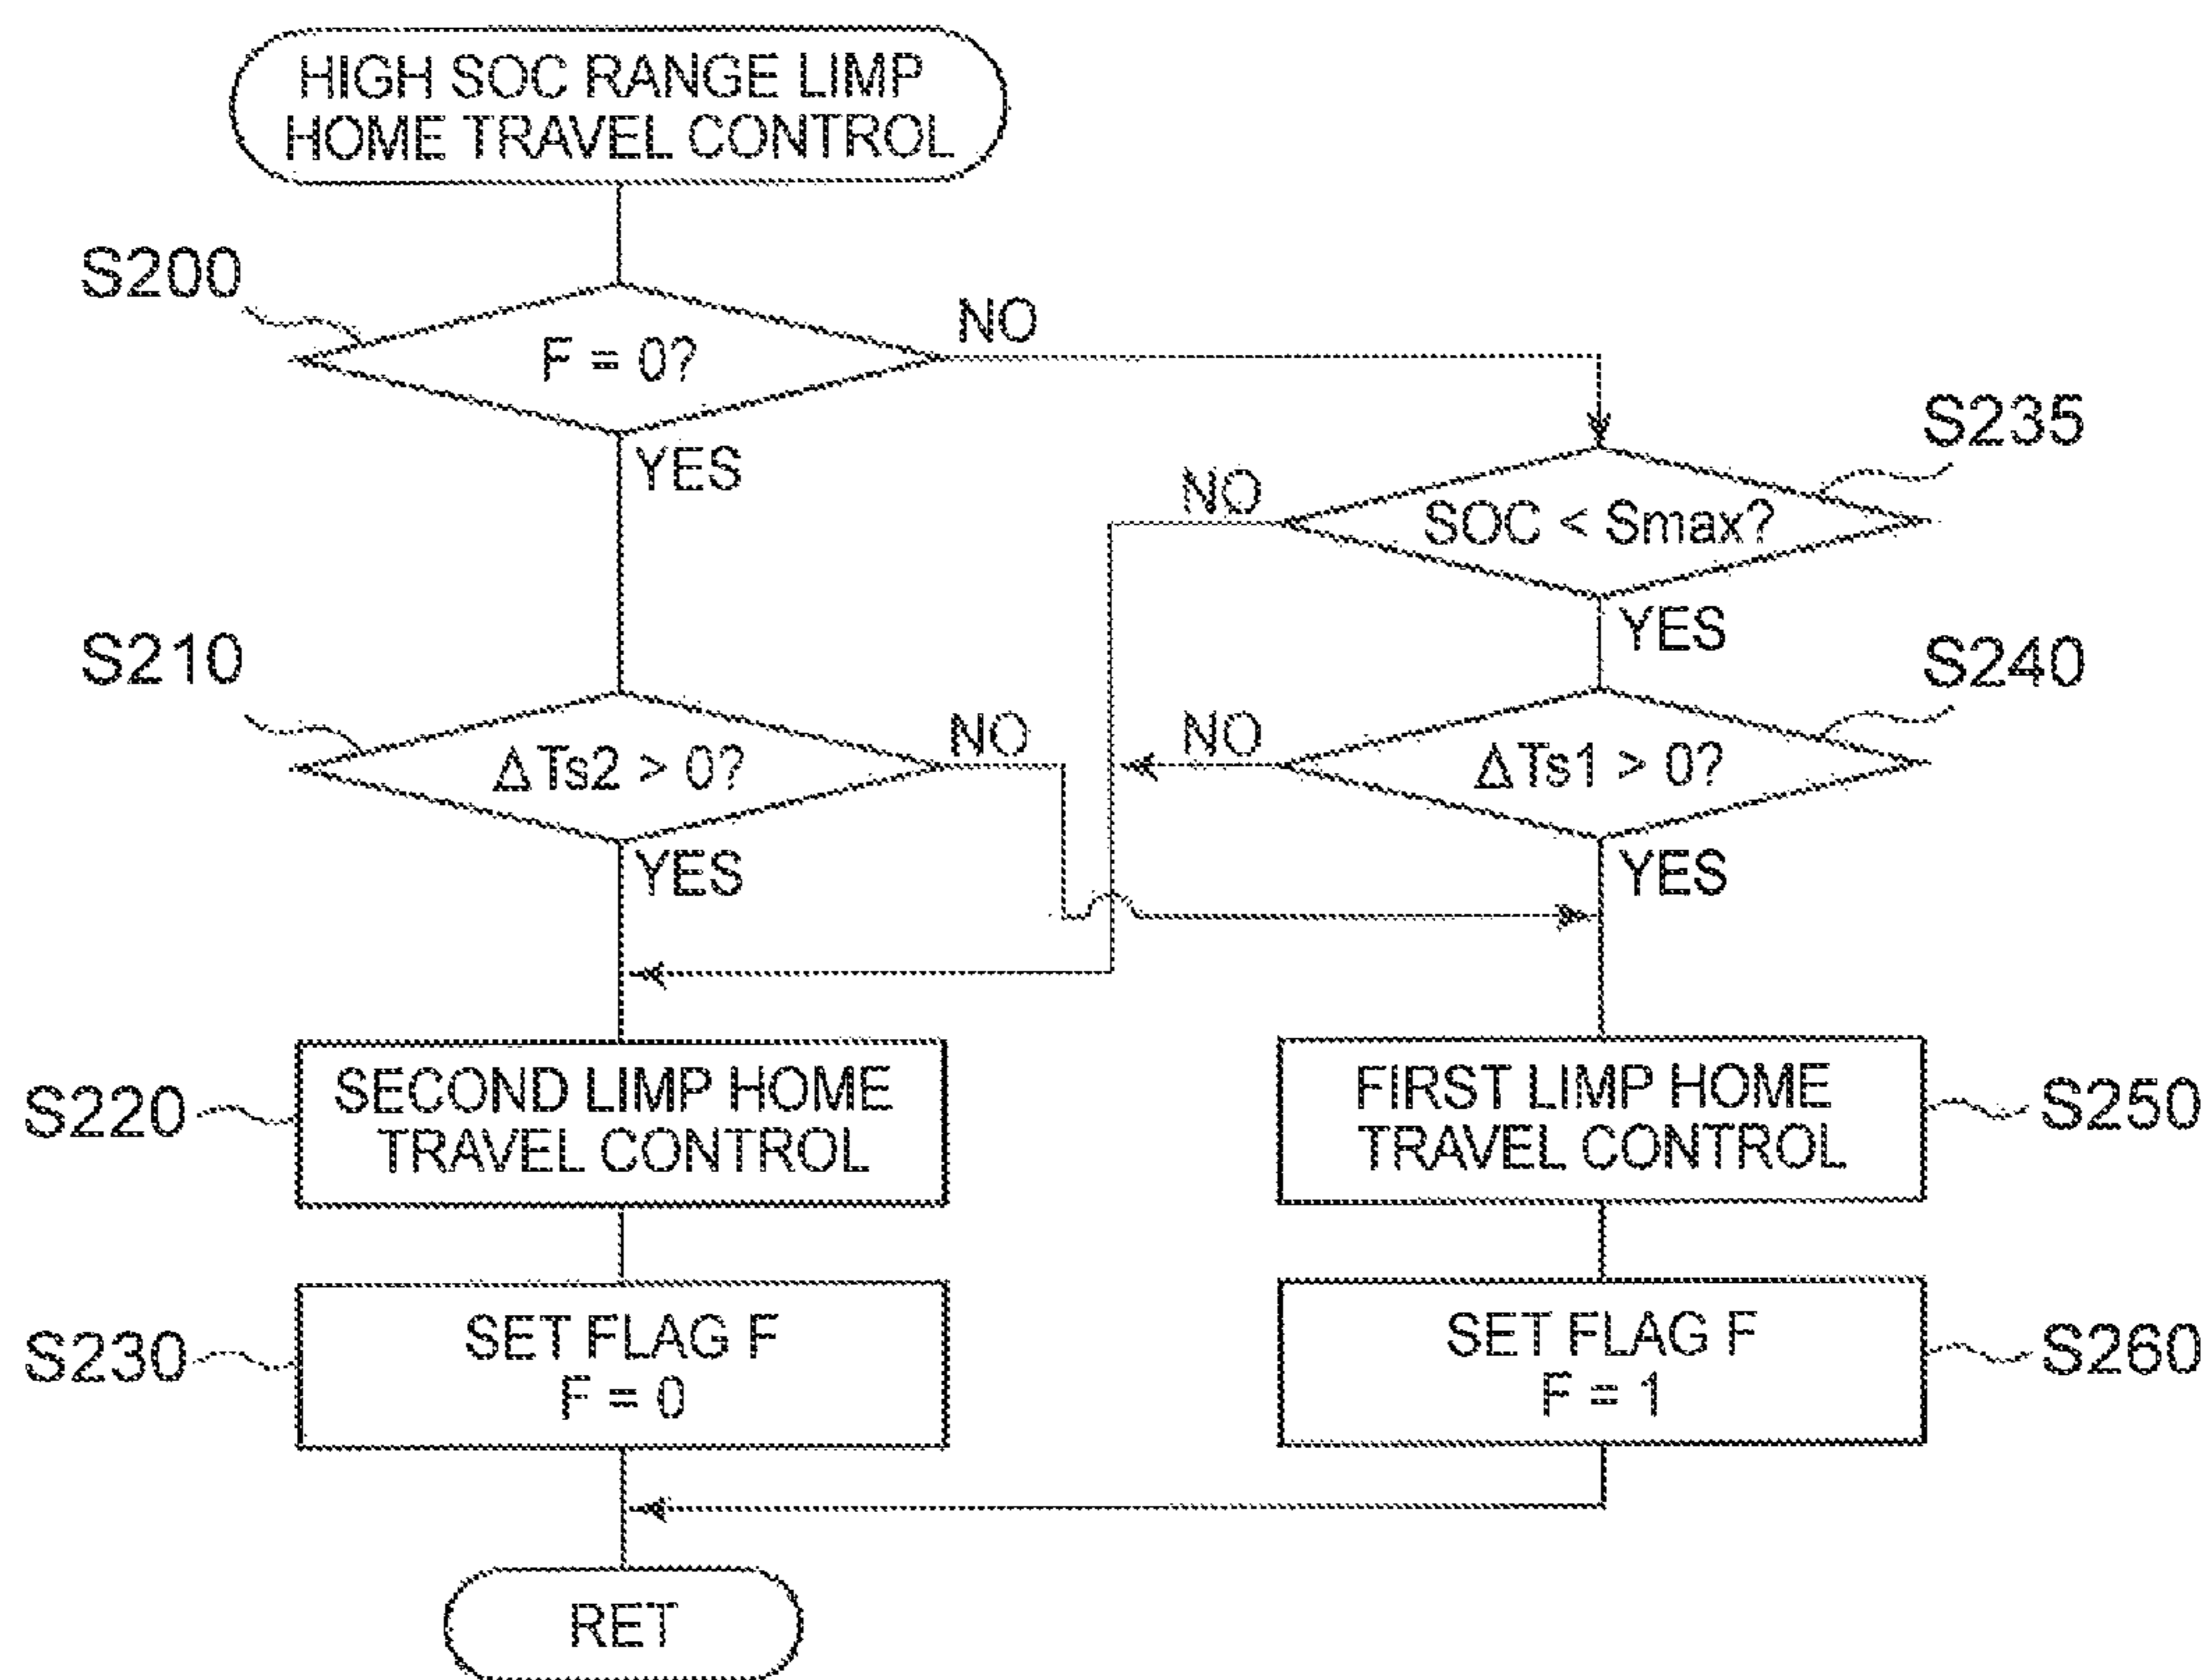 HIGH SOC RANGE LIMP
HOME TRAVEL CONTROL
S200
F = 0?
NO
YES
S235
SOC < Smax?
NO
YES
S210
ΔTs2 > 0?
NO
YES
S240
ΔTs1 > 0?
NO
YES
S220
SECOND LIMP HOME
TRAVEL CONTROL
FIRST LIMP HOME
TRAVEL CONTROL
S250
S230
SET FLAG F
F = 0
SET FLAG F
F = 1
S260
RET